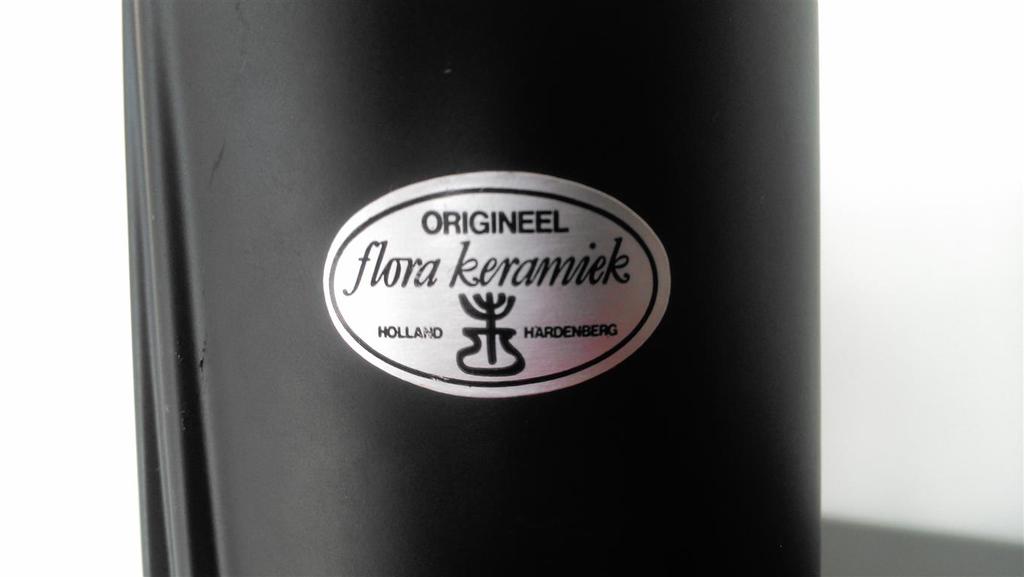 ORIGINEEL
flora keramiek
HOLLAND HARDENBERG